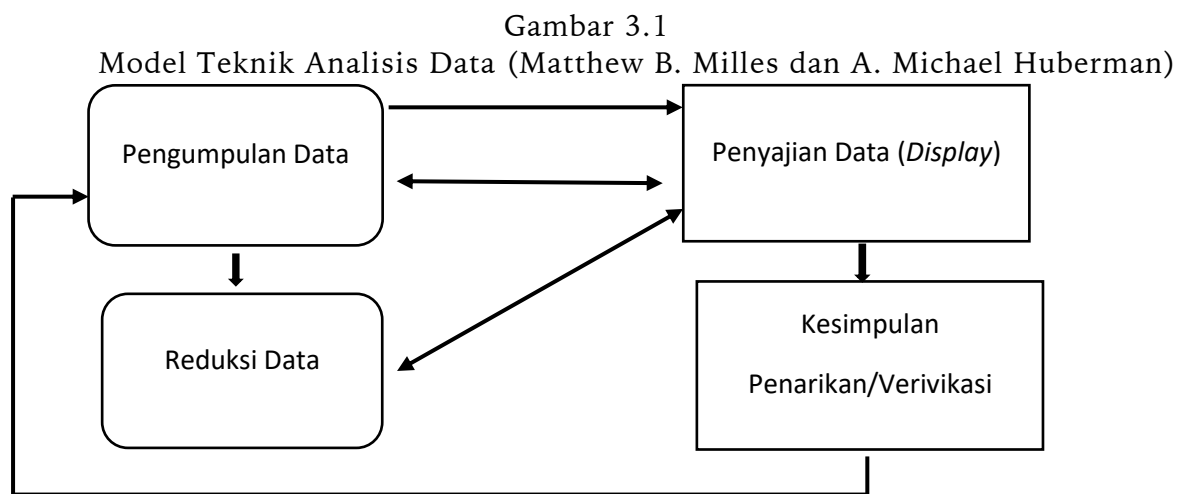 Gambar 3.1
Model Teknik Analisis Data (Matthew B. Milles dan A. Michael Huberman)
Pengumpulan Data
Penyajian Data (Display)
Reduksi Data
Kesimpulan
Penarikan/Verivikasi